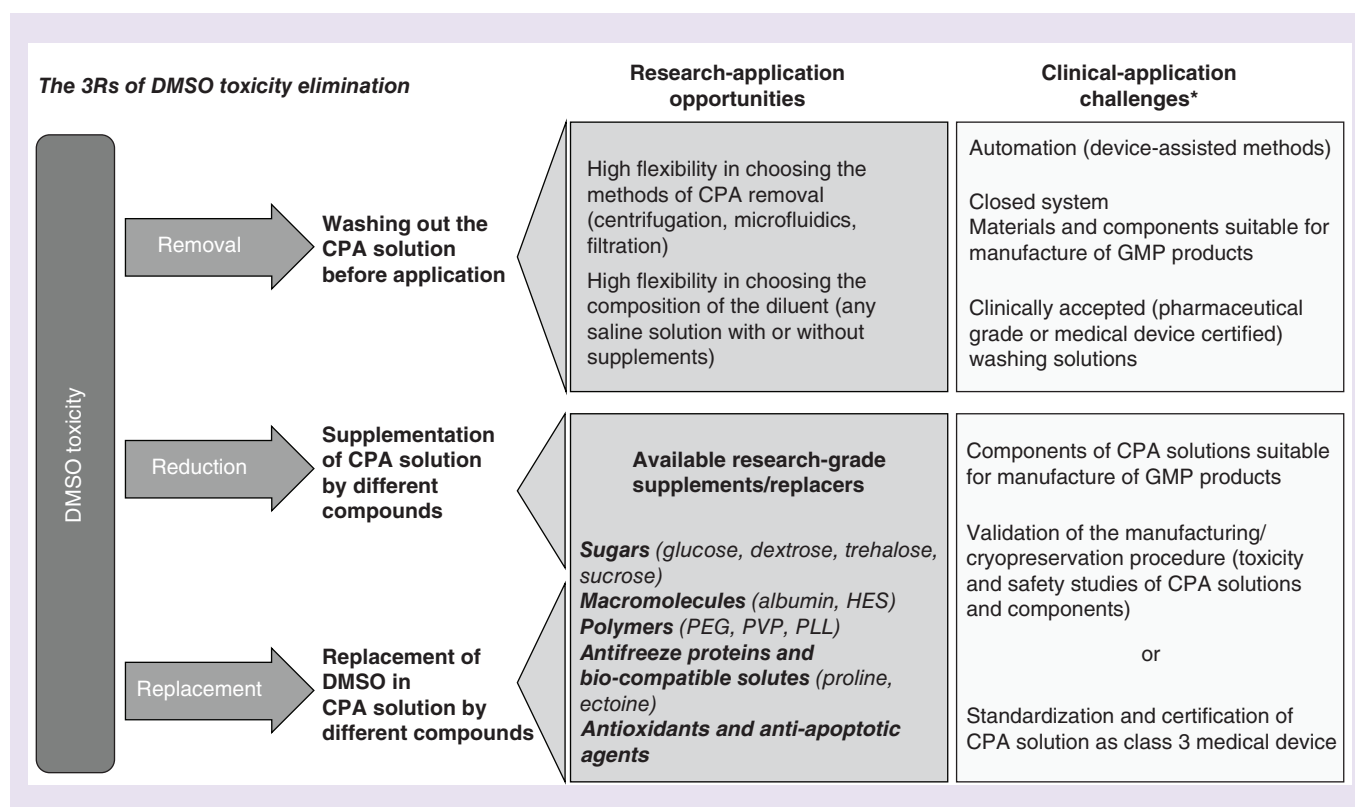 The 3Rs of DMSO toxicity elimination
Research-application
opportunities
Clinical-application
challenges*
DMSO toxicity
Removal
Washing out the
CPA solution
before application
High flexibility in choosing the
methods of CPA removal
(centrifugation, microfluidics,
filtration)
High flexibility in choosing the
composition of the diluent (any
saline solution with or without
supplements)
Automation (device-assisted methods)
Closed system
Materials and components suitable for
manufacture of GMP products
Clinically accepted (pharmaceutical
grade or medical device certified)
washing solutions
Reduction
Supplementation
of CPA solution
by different
compounds
Replacement
Replacement of
DMSO in
CPA solution by
different compounds
Available research-grade
supplements/replacers
Sugars (glucose, dextrose, trehalose,
sucrose)
Macromolecules (albumin, HES)
Polymers (PEG, PVP, PLL)
Antifreeze proteins and
bio-compatible solutes (proline,
ectoine)
Antioxidants and anti-apoptotic
agents
Components of CPA solutions suitable
for manufacture of GMP products
Validation of the manufacturing/
cryopreservation procedure (toxicity
and safety studies of CPA solutions
and components)
or
Standardization and certification of
CPA solution as class 3 medical device